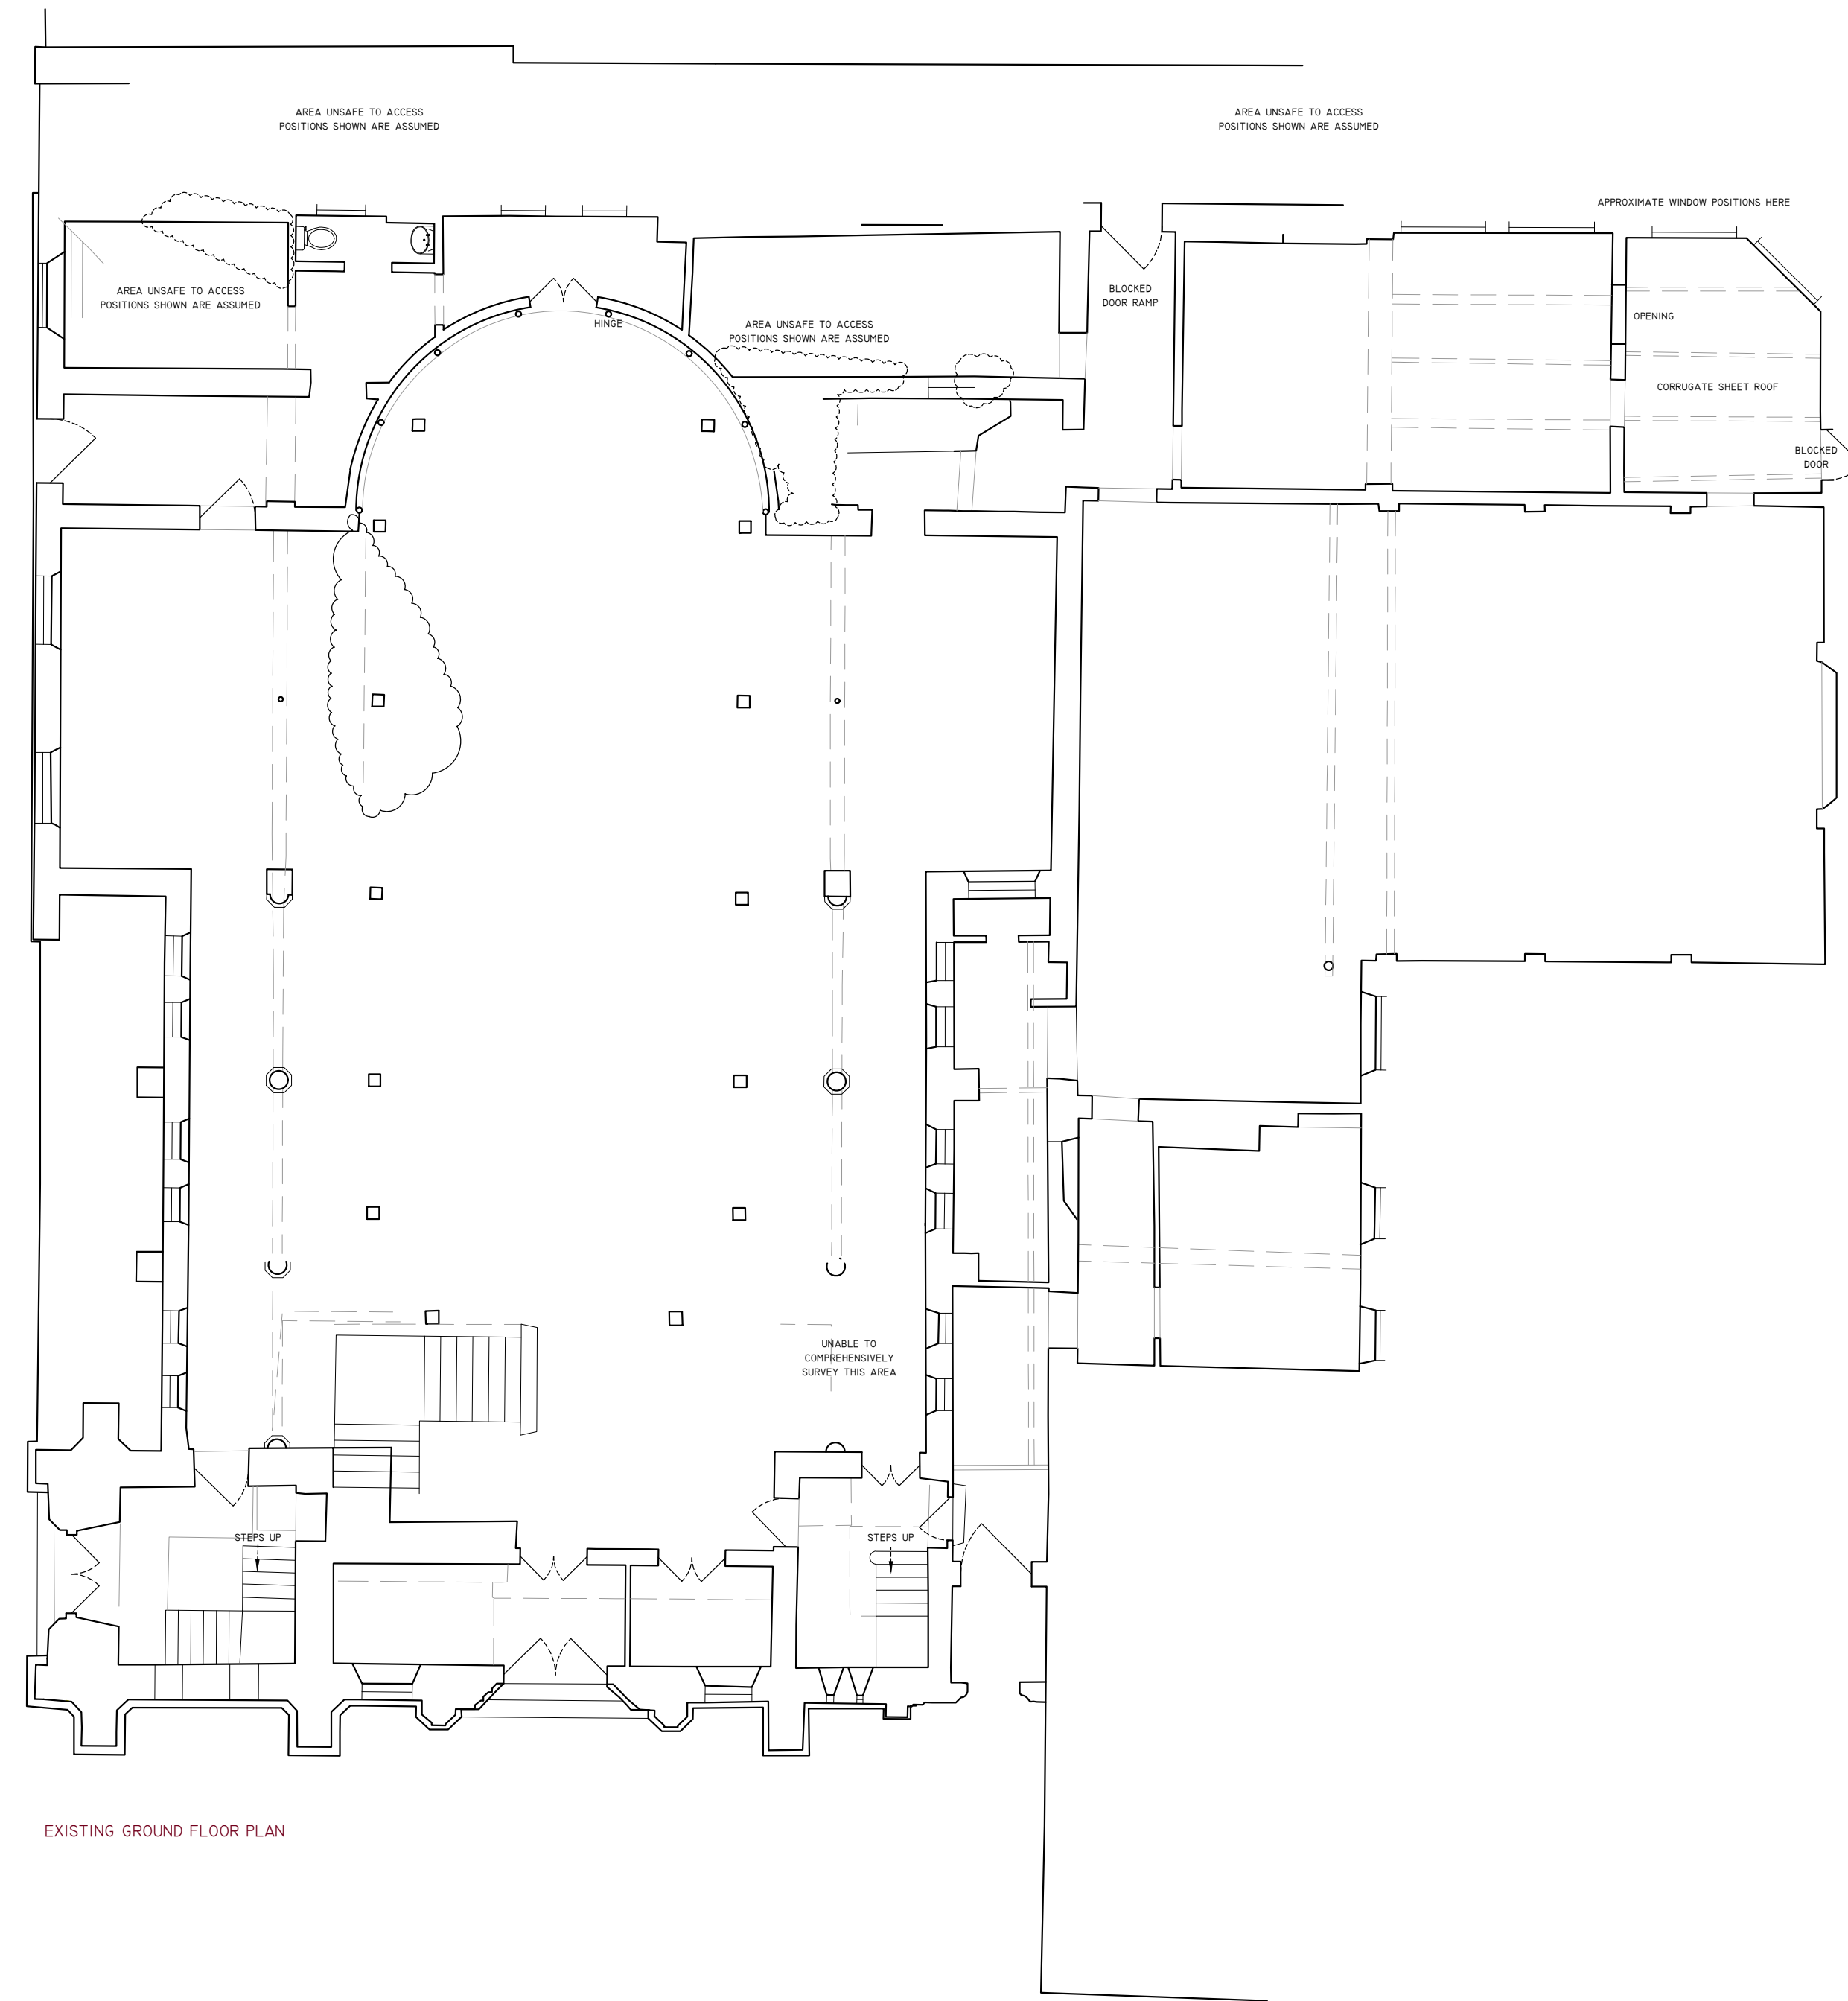 AREA UNSAFE TO ACCESS
POSITIONS SHOWN ARE ASSUMED
AREA UNSAFE TO ACCESS
POSITIONS SHOWN ARE ASSUMED
APPROXIMATE WINDOW POSITIONS HERE
AREA UNSAFE TO ACCESS
POSITIONS SHOWN ARE ASSUMED
BLOCKED
DOOR RAMP
OPENING
HINGE
AREA UNSAFE TO ACCESS
POSITIONS SHOWN ARE ASSUMED
CORRUGATE SHEET ROOF
BLOCKED
DOOR
UNABLE TO
COMPREHENSIVELY
SURVEY THIS AREA
STEPS UP
STEPS UP
EXISTING GROUND FLOOR PLAN